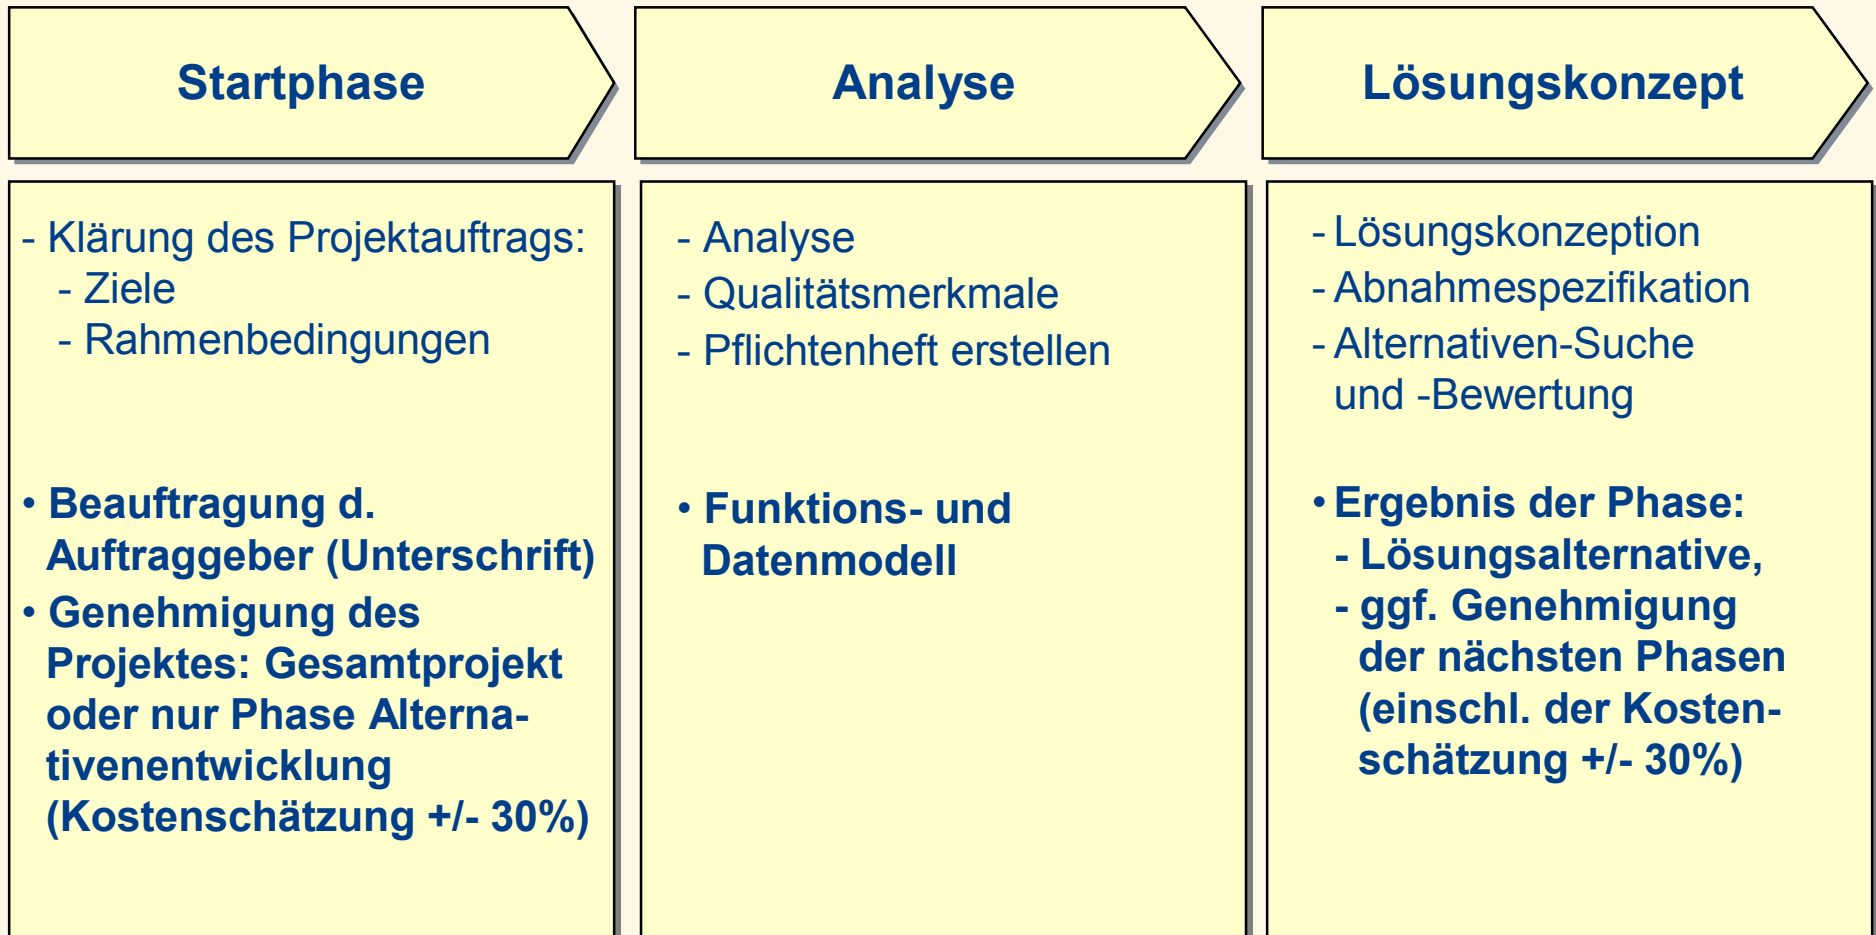 Startphase
Analyse
Lösungskonzept
- Klärung des Projektauftrags:
- Ziele
- Rahmenbedingungen
• Beauftragung d.
Auftraggeber (Unterschrift)
• Genehmigung des
Projektes: Gesamtprojekt
oder nur Phase Alterna-
tivenentwicklung
(Kostenschätzung +/- 30%)
- Analyse
- Qualitätsmerkmale
- Pflichtenheft erstellen
• Funktions- und
Datenmodell
- Lösungskonzeption
- Abnahmespezifikation
- Alternativen-Suche
und -Bewertung
• Ergebnis der Phase:
- Lösungsalternative,
- ggf. Genehmigung
der nächsten Phasen
(einschl. der Kosten-
schätzung +/- 30%)